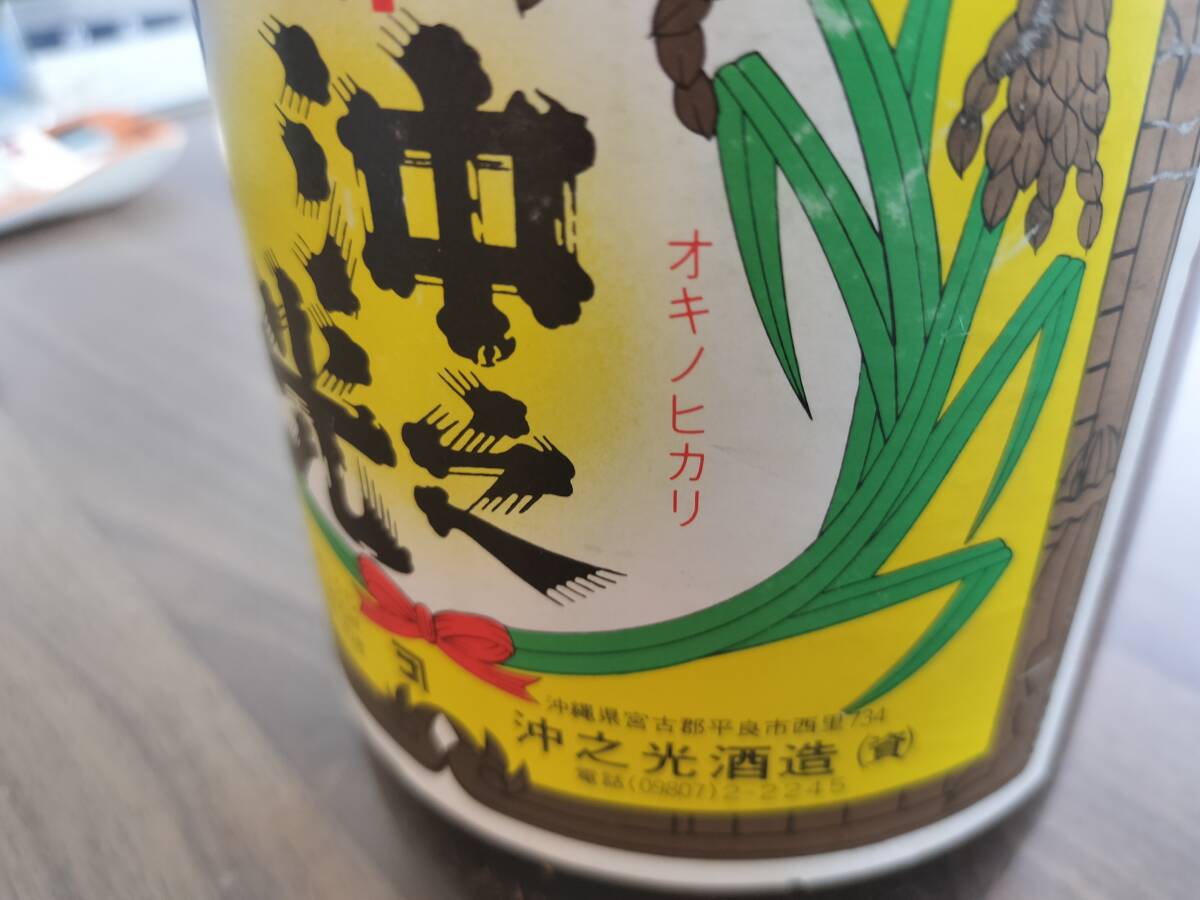 沖之光
オキノヒカリ
沖縄県宮古郡平良市西里734
沖之光酒造(資)
電話(09807)2-2245